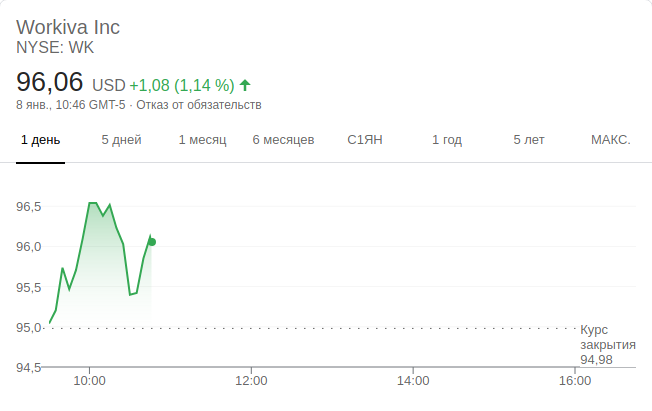 Workiva Inc
NYSE: WK
96,06 USD +1,08 (1,14 %)
8 янв., 10:46 GMT-5 · Отказ от обязательств
1 день 5 дней 1 месяц 6 месяцев С1ЯН 1 год 5 лет МАКС.
96,5
96,0
95,5
95,0
Курс
закрытия
94,98
94,5
10:00 12:00 14:00 16:00